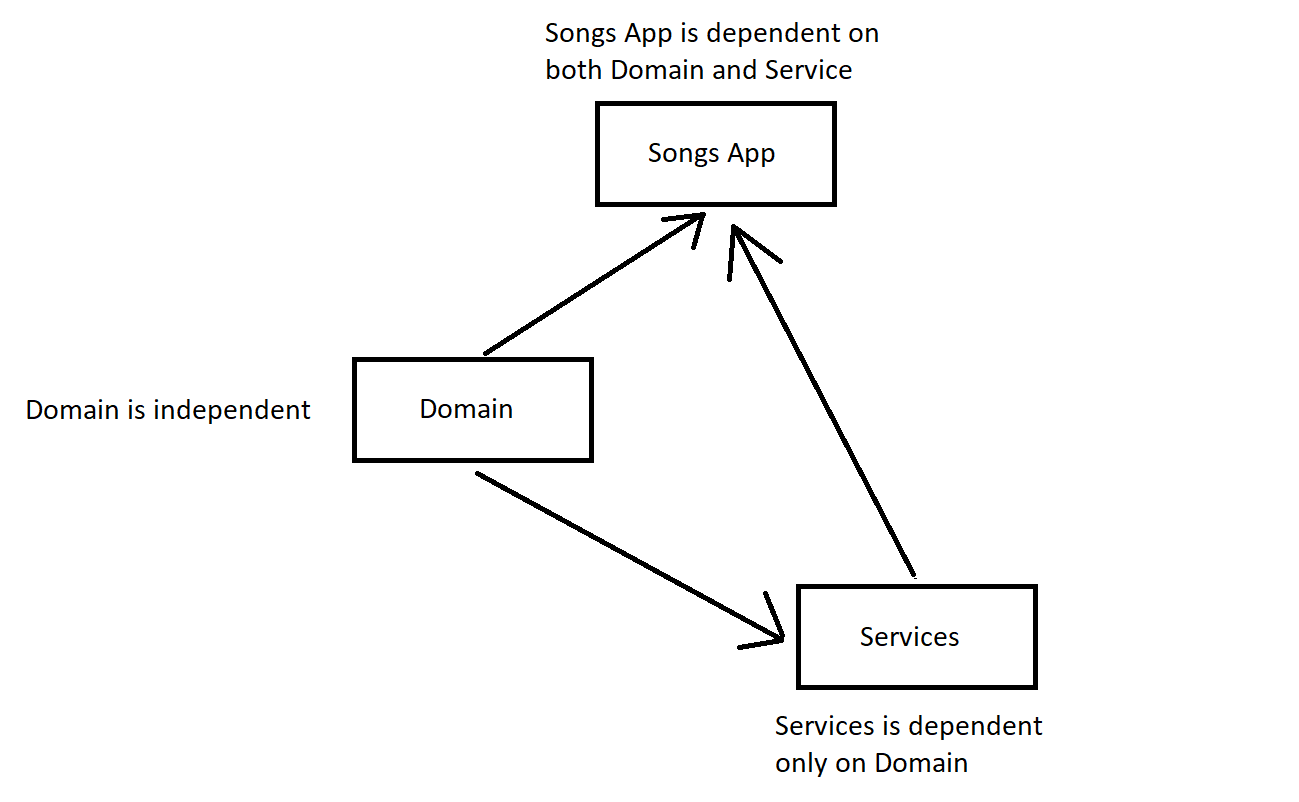 Songs App is dependent on
both Domain and Service
Songs App
Domain is independent
Domain
Services
Services is dependent
only on Domain